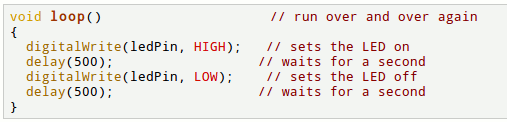 void loop()                     // run over and over again
{
  digitalWrite(ledPin, HIGH);   // sets the LED on
  delay(500);                  // waits for a second
  digitalWrite(ledPin, LOW);    // sets the LED off
  delay(500);                  // waits for a second
}